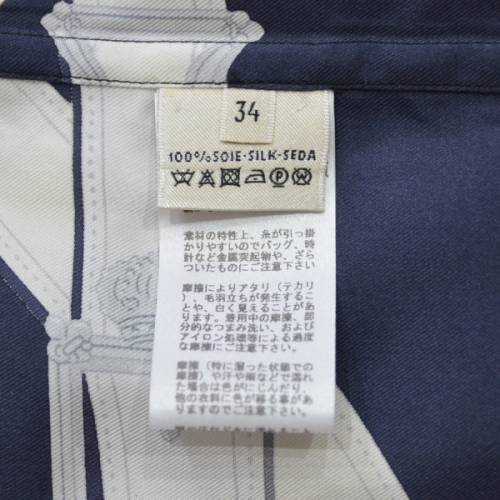 34
100%SOIE·SILK·SEDA
素材の特性上、糸が引っ掛
かりやすいのでバッグ、時
計など金属突起物や、ざら
ついたものにご注意下さい
摩擦によりアタリ（テカ
リ）、毛羽立ちが発生するこ
とや、白く見えることがあり
ます。着用中の摩擦、部
分的なつまみ洗い、および
アイロン処理等による過度
な摩擦にご注意下さい。
摩擦（特に湿った状態での
摩擦）や汗や雨などで濡れ
た場合は色がにじんだり、
他の衣料に色が移る事があ
りますのでご注意下さい。